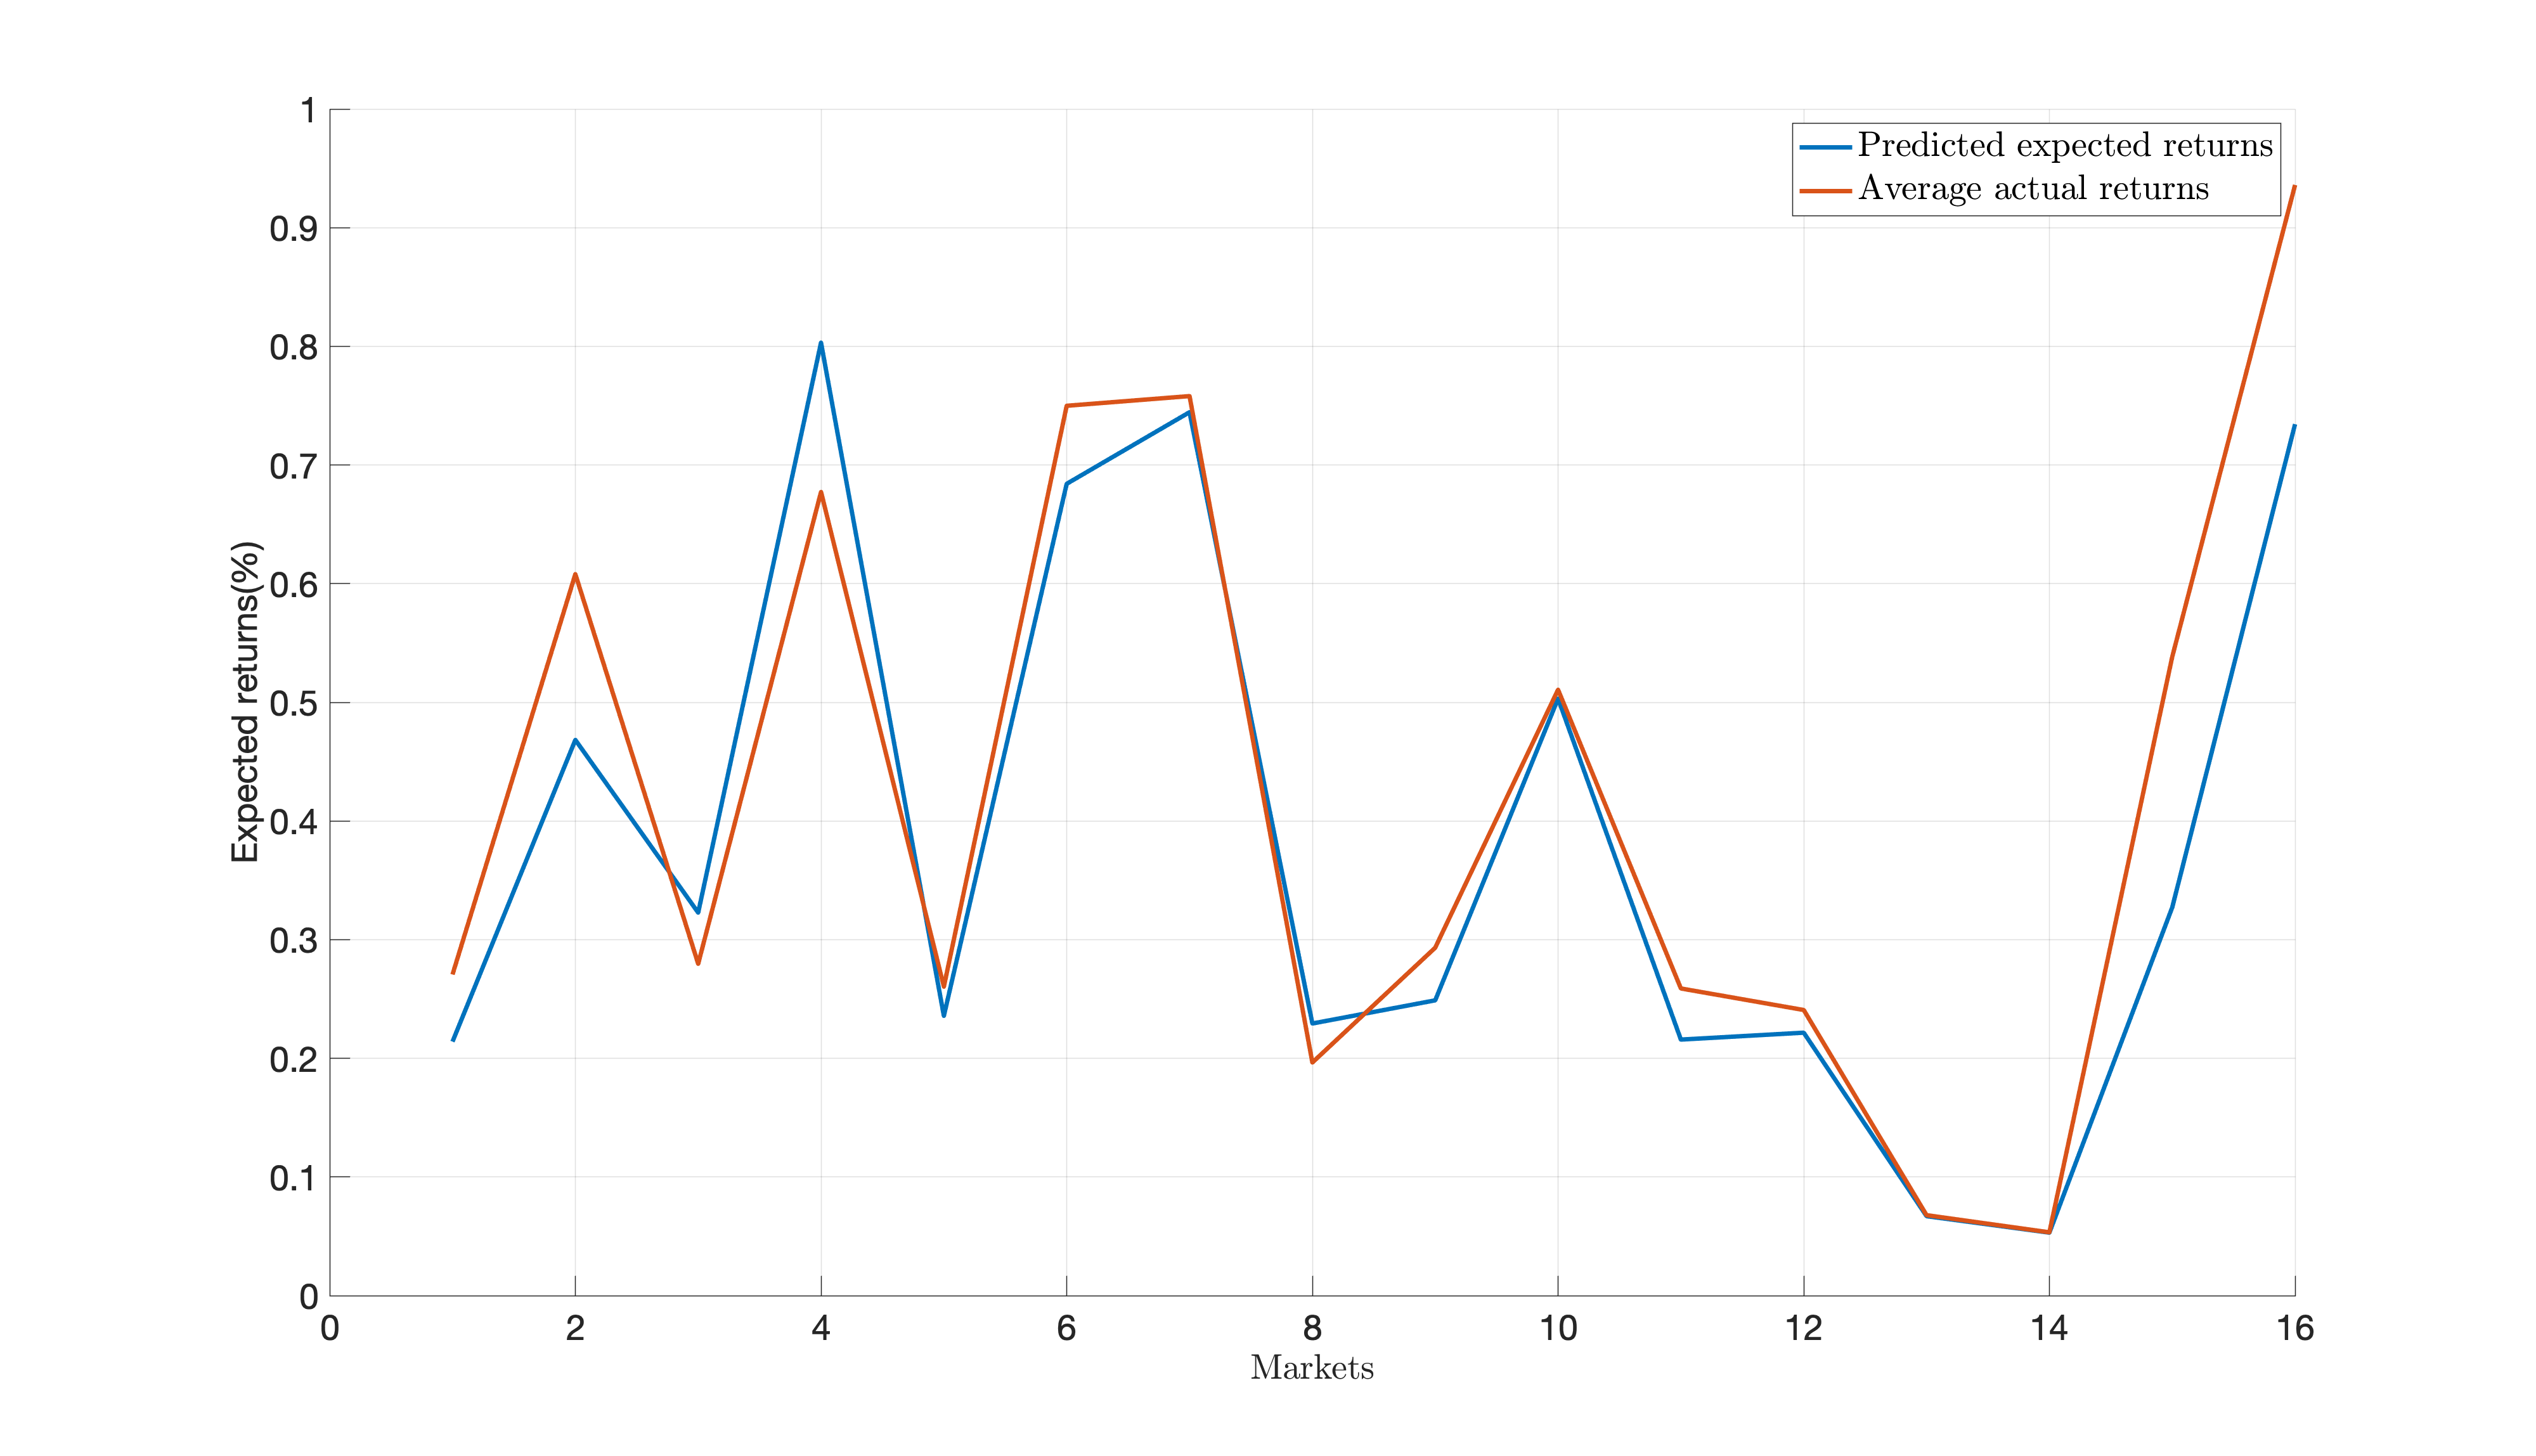 Predicted expected returns
Average actual returns
Expected returns(%)
1
0.9
0.8
0.7
0.6
0.5
0.4
0.3
0.2
0.1
0
0 2 4 6 8 10 12 14 16
Markets